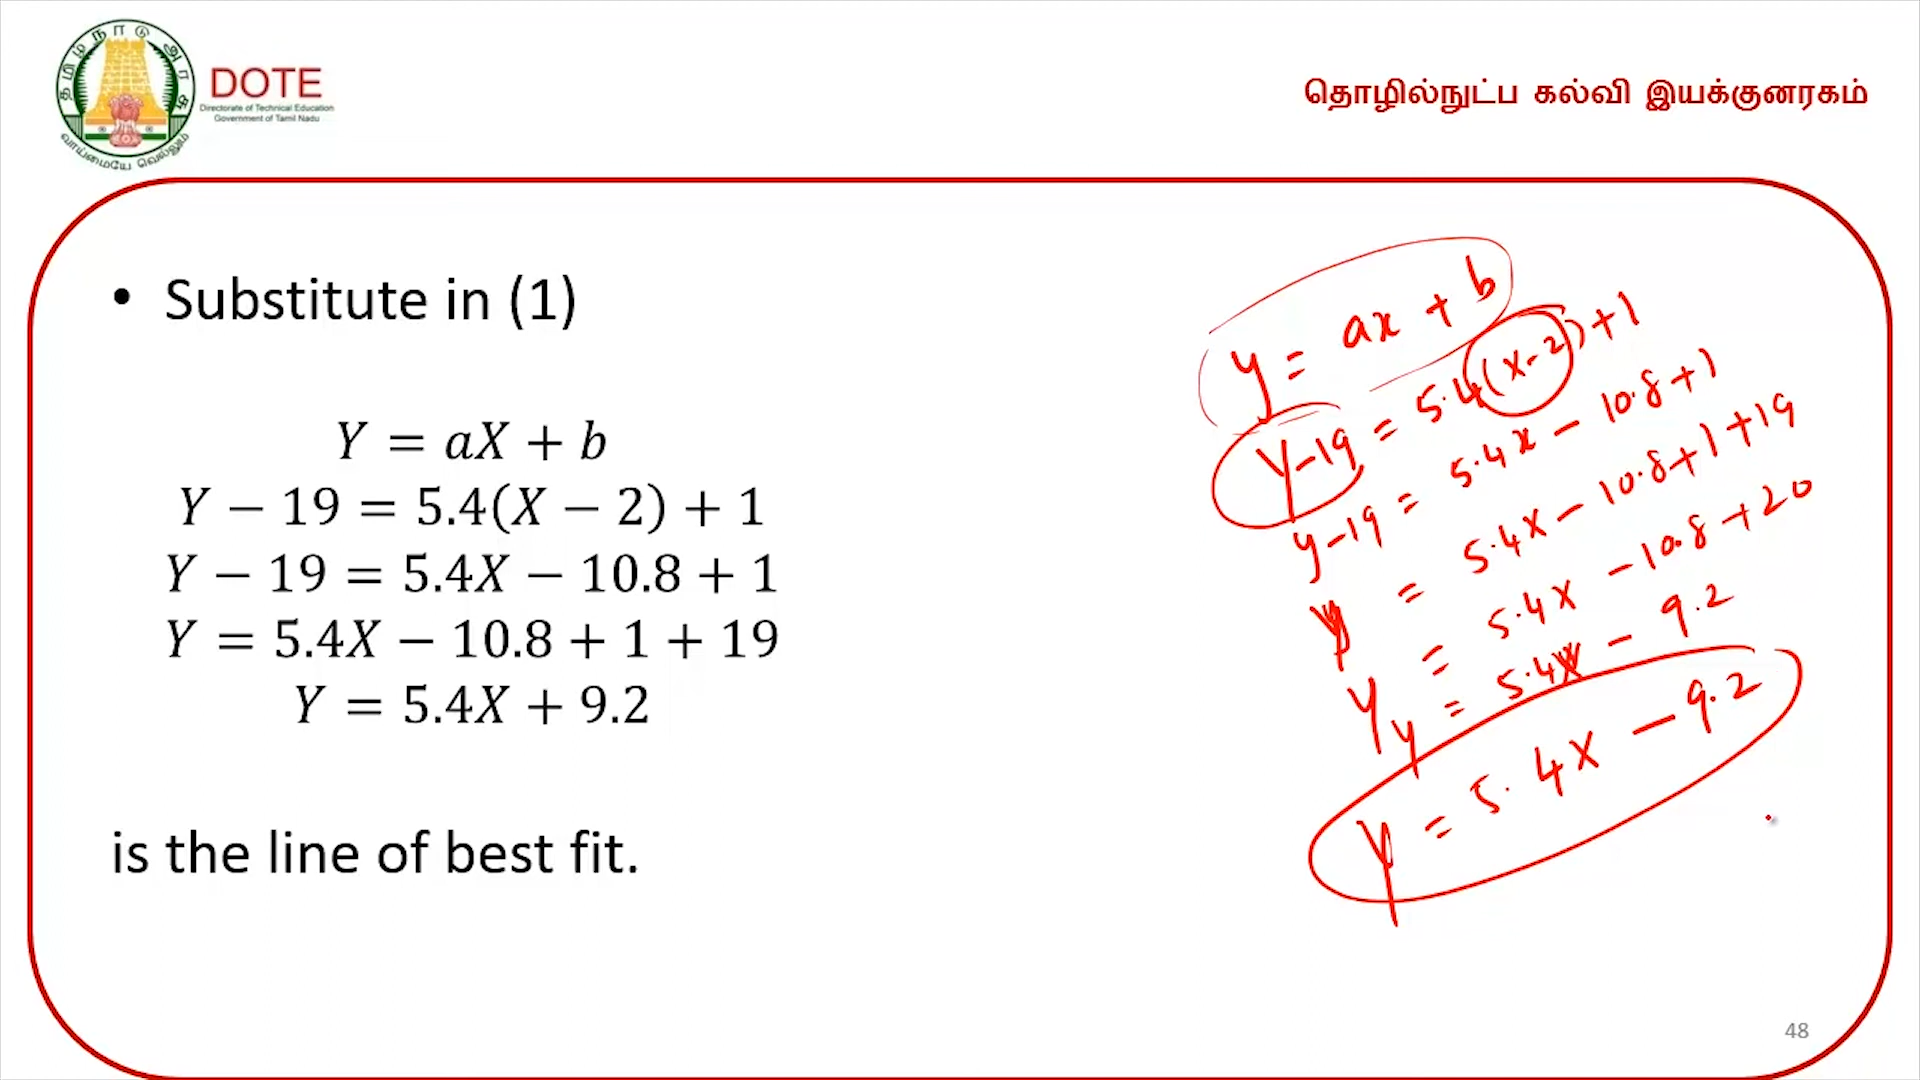 தமிழ்நாடு அரசு
வாய்மையே வெல்லும்
DOTE
Directorate of Technical Education
Government of Tamil Nadu
தொழில்நுட்ப கல்வி இயக்குனரகம்
• Substitute in (1)
Y = aX + b
Y − 19 = 5.4(X − 2) + 1
Y − 19 = 5.4X − 10.8 + 1
Y = 5.4X − 10.8 + 1 + 19
Y = 5.4X + 9.2
is the line of best fit.
y = ax + b
Y-19 = 5.4(X-2)+1
y-19 = 5.4x - 10.8+1
y = 5.4X - 10.8+1+19
Y = 5.4X - 10.8+20
y = 5.4X - 9.2
y = 5.4X - 9.2
48